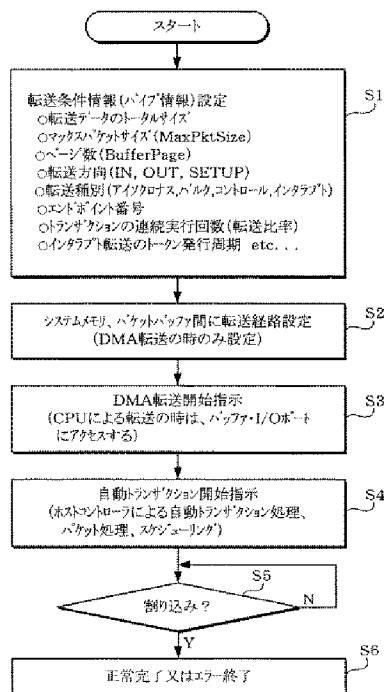 スタート
S1
転送条件情報(ﾊﾟｲﾌﾟ情報)設定
○転送ﾃﾞｰﾀのﾄｰﾀﾙｻｲｽﾞ
○ﾏｯｸｽﾊﾟｹｯﾄｻｲｽﾞ(MaxPktSize)
○ﾍﾟｰｼﾞ数(BufferPage)
○転送方向(IN, OUT, SETUP)
○転送種別(ｱｲｿｸﾛﾅｽ,ﾊﾞﾙｸ,ｺﾝﾄﾛｰﾙ,ｲﾝﾀﾗﾌﾟﾄ)
○ｴﾝﾄﾞﾎﾟｲﾝﾄ番号
○ﾄﾗﾝｻﾞｸｼｮﾝの連続実行回数(転送比率)
○ｲﾝﾀﾗﾌﾟﾄ転送のﾄｰｸﾝ発行周期 etc...
S2
ｼｽﾃﾑﾒﾓﾘ、ﾊﾟｹｯﾄﾊﾞｯﾌｧ間に転送経路設定
(DMA転送の時のみ設定)
S3
DMA転送開始指示
(CPUによる転送の時は、ﾊﾞｯﾌｧ・I/Oﾎﾟｰﾄ
にｱｸｾｽする)
S4
自動ﾄﾗﾝｻﾞｸｼｮﾝ開始指示
(ﾎｽﾄｺﾝﾄﾛｰﾗによる自動ﾄﾗﾝｻﾞｸｼｮﾝ処理、
ﾊﾟｹｯﾄ処理、ｽｹｼﾞｭｰﾘﾝｸﾞ)
S5
割り込み？
N
Y
S6
正常完了又はｴﾗｰ終了